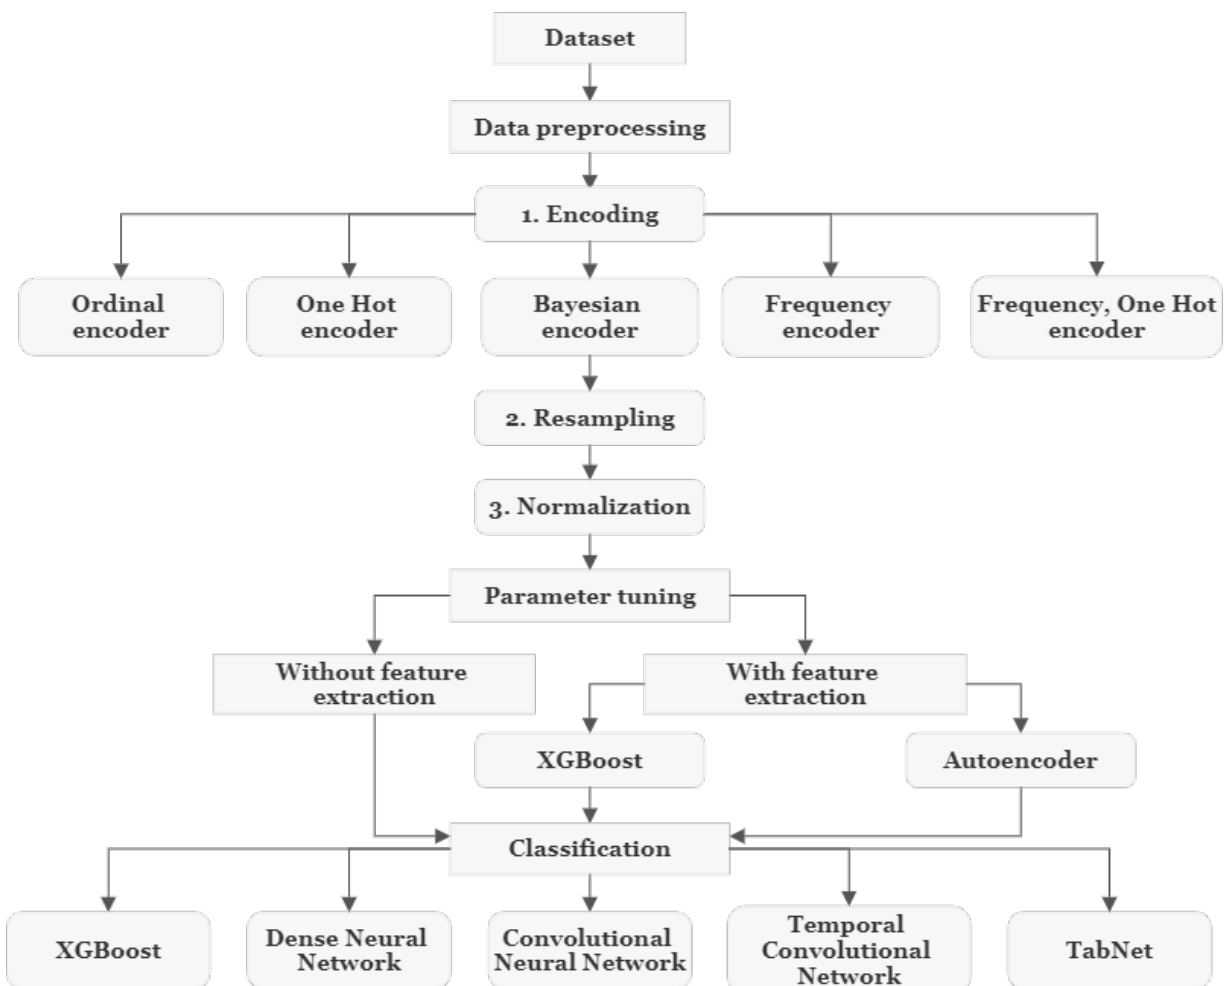 Dataset
Data preprocessing
1. Encoding
Ordinal
encoder
One Hot
encoder
Bayesian
encoder
Frequency
encoder
Frequency, One Hot
encoder
2. Resampling
3. Normalization
Parameter tuning
Without feature
extraction
With feature
extraction
XGBoost
Autoencoder
Classification
XGBoost
Dense Neural
Network
Convolutional
Neural Network
Temporal
Convolutional
Network
TabNet